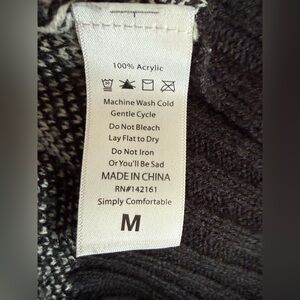 100% Acrylic
Machine Wash Cold
Gentle Cycle
Do Not Bleach
Lay Flat to Dry
Do Not Iron
Or You'll Be Sad
MADE IN CHINA
RN#142161
Simply Comfortable
M